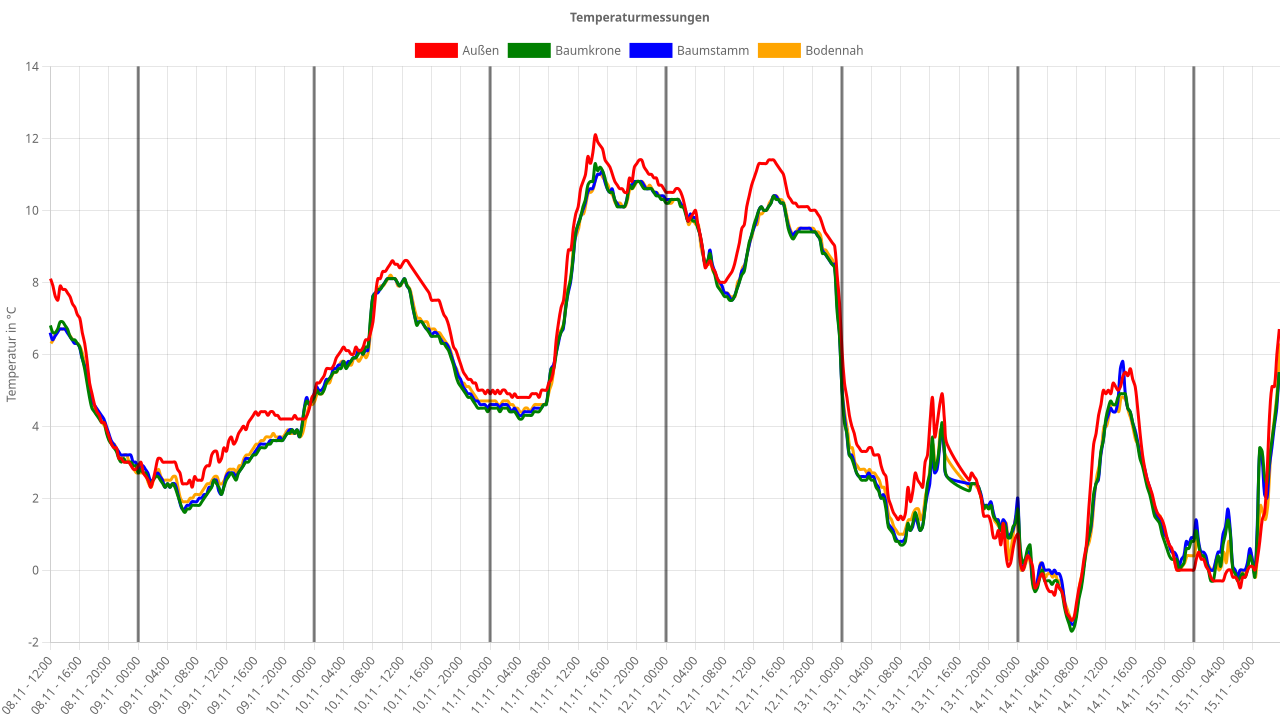 Temperaturmessungen
Außen Baumkrone Baumstamm Bodennah
Temperatur in °C
14
12
10
8
6
4
2
0
-2
08.11 - 12:00
08.11 - 16:00
08.11 - 20:00
09.11 - 00:00
09.11 - 04:00
09.11 - 08:00
09.11 - 12:00
09.11 - 16:00
09.11 - 20:00
10.11 - 00:00
10.11 - 04:00
10.11 - 08:00
10.11 - 12:00
10.11 - 16:00
10.11 - 20:00
11.11 - 00:00
11.11 - 04:00
11.11 - 08:00
11.11 - 12:00
11.11 - 16:00
11.11 - 20:00
12.11 - 00:00
12.11 - 04:00
12.11 - 08:00
12.11 - 12:00
12.11 - 16:00
12.11 - 20:00
13.11 - 00:00
13.11 - 04:00
13.11 - 08:00
13.11 - 12:00
13.11 - 16:00
13.11 - 20:00
14.11 - 00:00
14.11 - 04:00
14.11 - 08:00
14.11 - 12:00
14.11 - 16:00
14.11 - 20:00
15.11 - 00:00
15.11 - 04:00
15.11 - 08:00